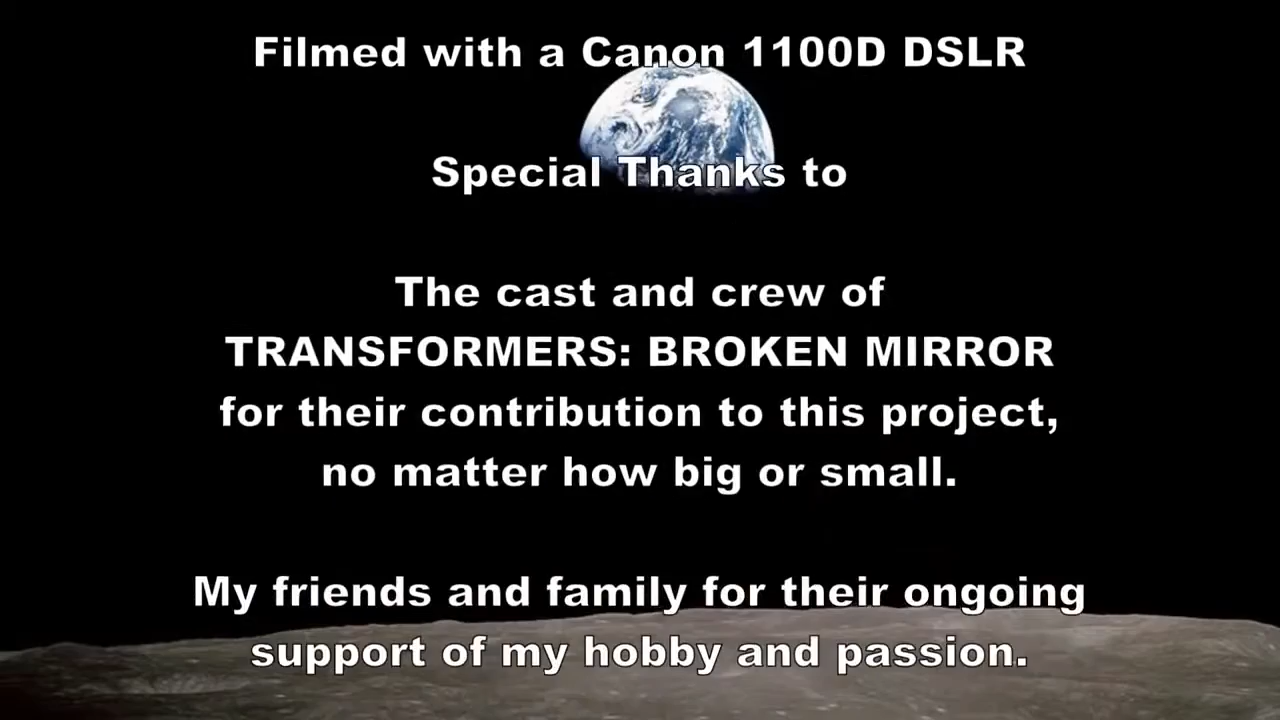 Filmed with a Canon 1100D DSLR
Special Thanks to
The cast and crew of
TRANSFORMERS: BROKEN MIRROR
for their contribution to this project,
no matter how big or small.
My friends and family for their ongoing
support of my hobby and passion.